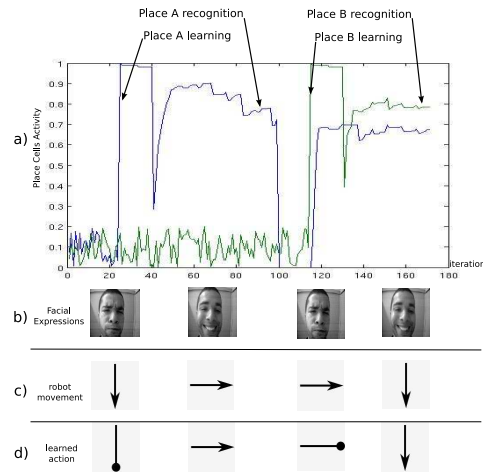 Place A recognition
Place B recognition
Place A learning
Place B learning
a)
Place Cells Activity
1
0.9
0.8
0.7
0.6
0.5
0.4
0.3
0.2
0.1
0
0 20 40 60 80 100 120 140 160 180
iteration
b)
Facial
Expressions
c)
robot
movement
d)
learned
action